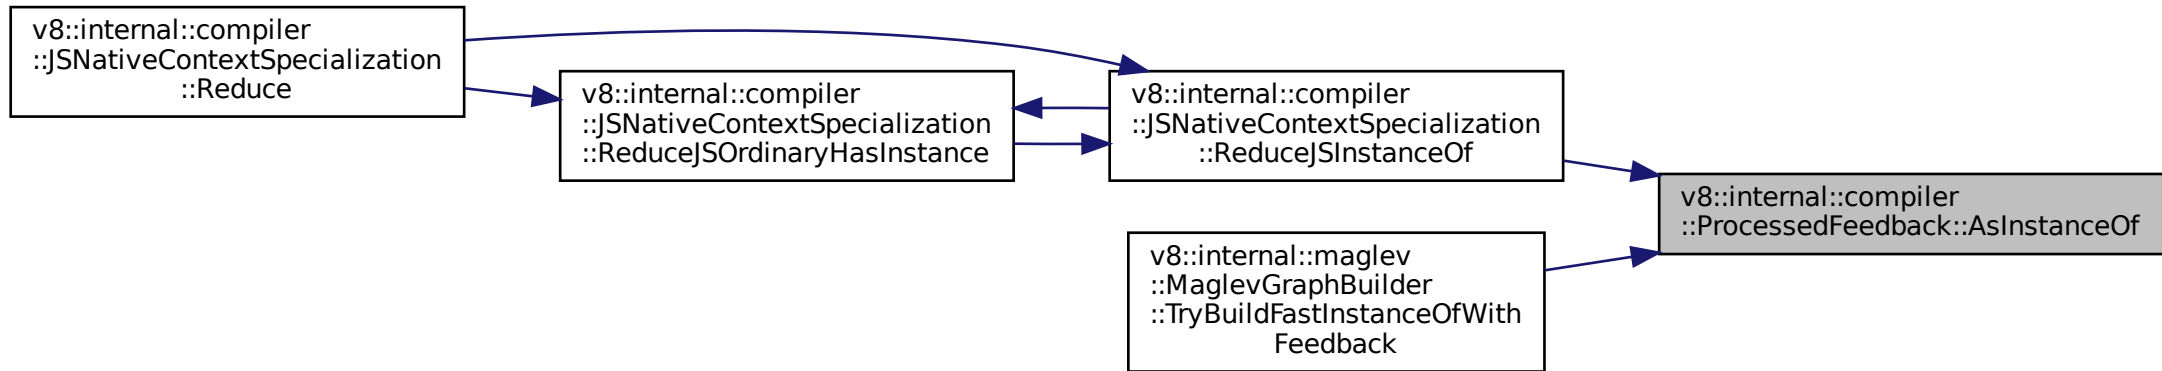 v8::internal::compiler
::JSNativeContextSpecialization
::Reduce
v8::internal::compiler
::JSNativeContextSpecialization
::ReduceJSOrdinaryHasInstance
v8::internal::compiler
::JSNativeContextSpecialization
::ReduceJSInstanceOf
v8::internal::maglev
::MaglevGraphBuilder
::TryBuildFastInstanceOfWith
Feedback
v8::internal::compiler
::ProcessedFeedback::AsInstanceOf